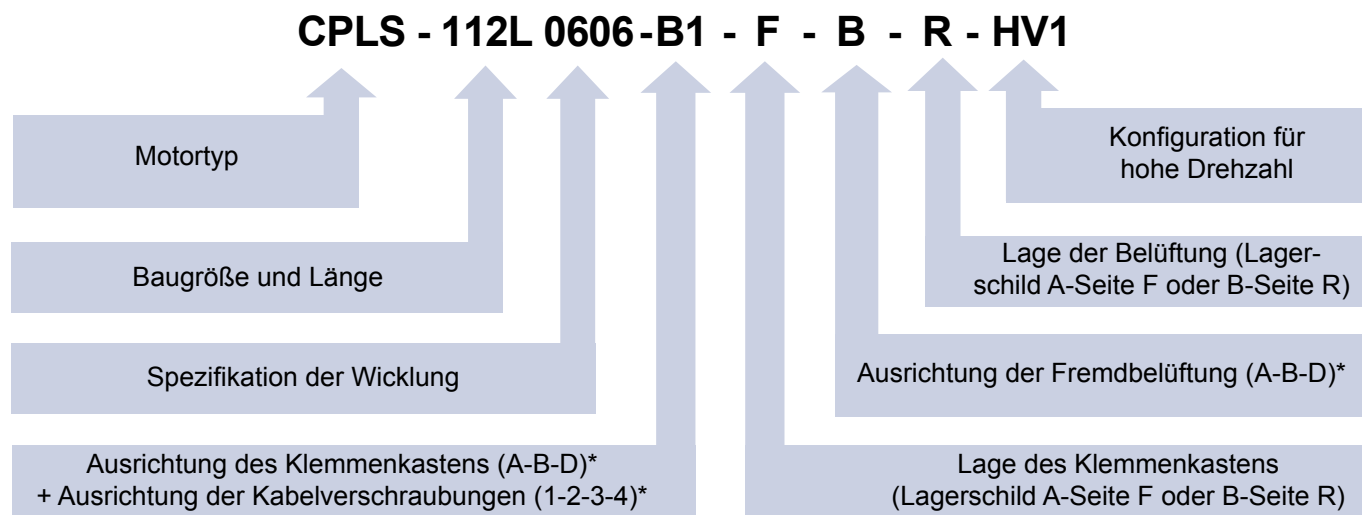 CPLS - 112L 0606 -B1 - F - B - R - HV1
Motortyp
Konfiguration für
hohe Drehzahl
Baugröße und Länge
Lage der Belüftung (Lager-
schild A-Seite F oder B-Seite R)
Spezifikation der Wicklung
Ausrichtung der Fremdbelüftung (A-B-D)*
Ausrichtung des Klemmenkastens (A-B-D)*
+ Ausrichtung der Kabelverschraubungen (1-2-3-4)*
Lage des Klemmenkastens
(Lagerschild A-Seite F oder B-Seite R)